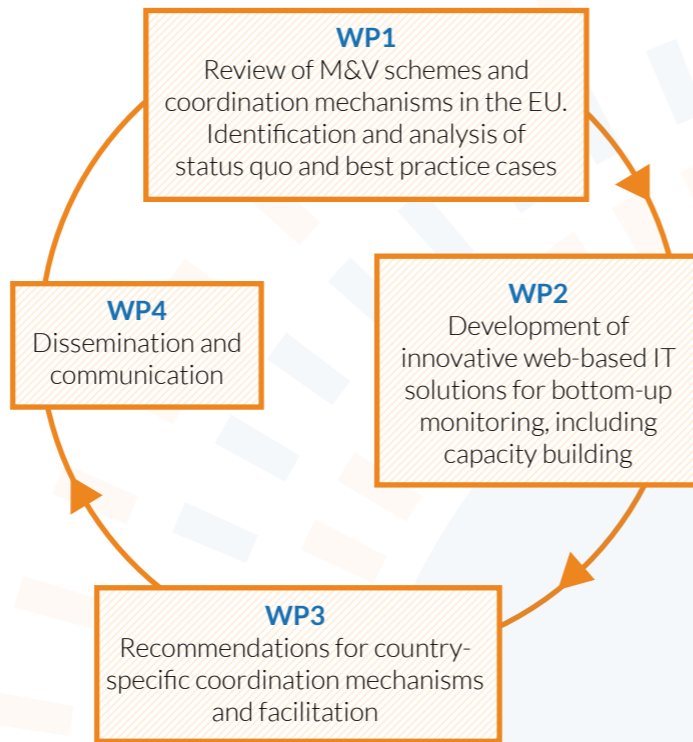 WP1
Review of M&V schemes and
coordination mechanisms in the EU.
Identification and analysis of
status quo and best practice cases
WP2
Development of
innovative web-based IT
solutions for bottom-up
monitoring, including
capacity building
WP3
Recommendations for country-
specific coordination mechanisms
and facilitation
WP4
Dissemination and
communication